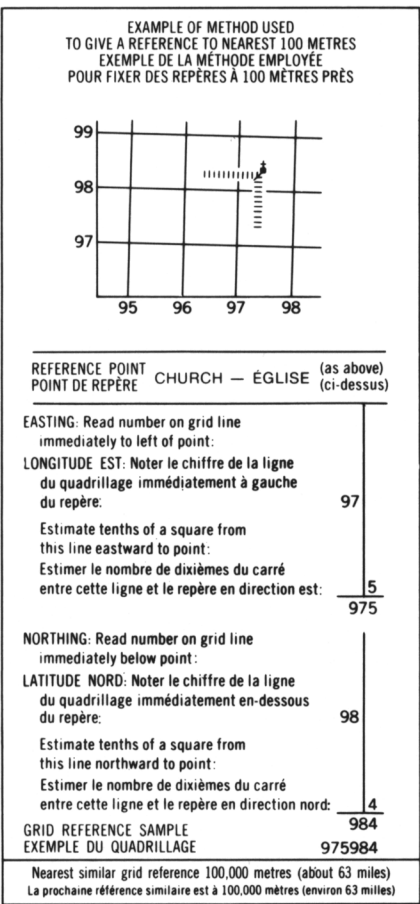 EXAMPLE OF METHOD USED
TO GIVE A REFERENCE TO NEAREST 100 METRES
EXEMPLE DE LA MÉTHODE EMPLOYÉE
POUR FIXER DES REPÈRES À 100 MÈTRES PRÈS
99
98
97
95 96 97 98
REFERENCE POINT
POINT DE REPÈRE
CHURCH — ÉGLISE
(as above)
(ci-dessus)
EASTING: Read number on grid line
immediately to left of point:
LONGITUDE EST: Noter le chiffre de la ligne
du quadrillage immédiatement à gauche
du repère: 97
Estimate tenths of a square from
this line eastward to point:
Estimer le nombre de dixièmes du carré
entre cette ligne et le repère en direction est: 5
975
NORTHING: Read number on grid line
immediately below point:
LATITUDE NORD: Noter le chiffre de la ligne
du quadrillage immédiatement en-dessous
du repère: 98
Estimate tenths of a square from
this line northward to point:
Estimer le nombre de dixièmes du carré
entre cette ligne et le repère en direction nord: 4
GRID REFERENCE SAMPLE 984
EXEMPLE DU QUADRILLAGE 975984
Nearest similar grid reference 100,000 metres (about 63 miles)
La prochaine référence similaire est à 100,000 mètres (environ 63 milles)